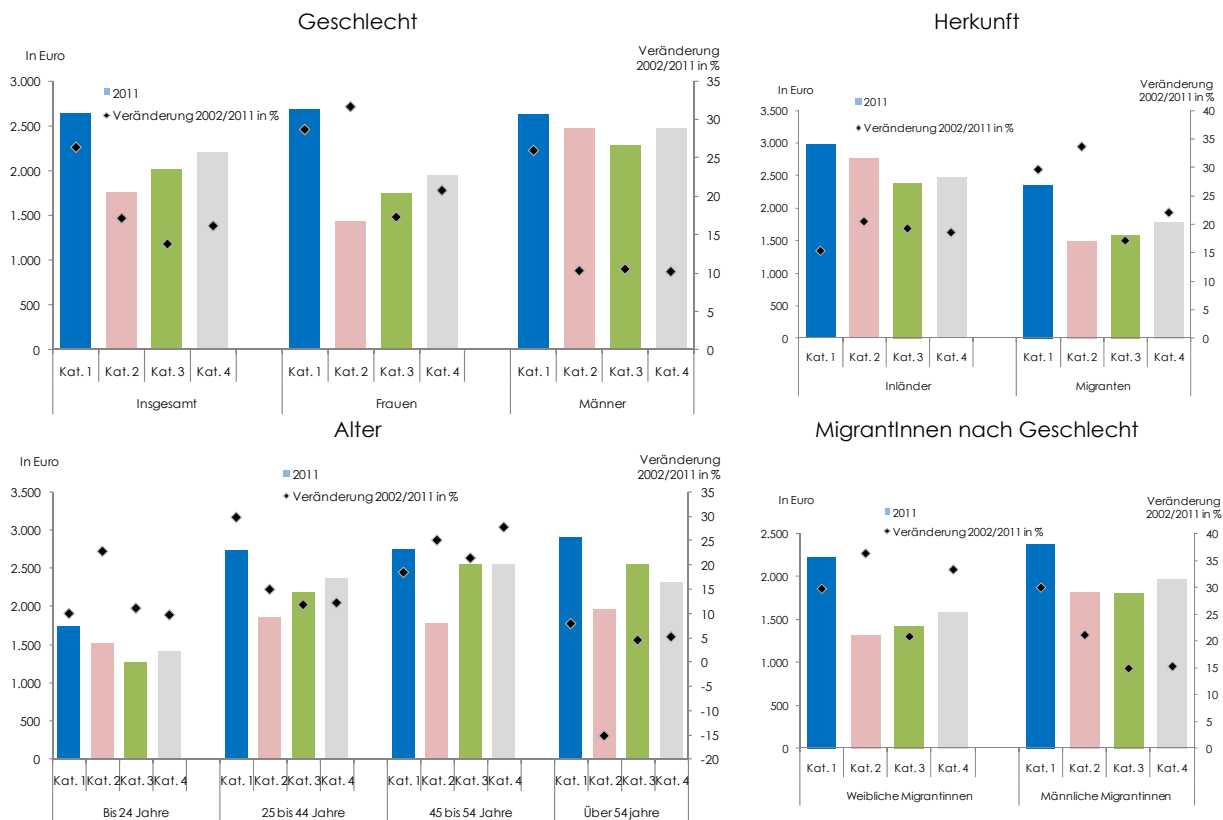 Geschlecht
In Euro
Veränderung
2002/2011 in %
2011
Veränderung 2002/2011 in %
3.000
2.500
2.000
1.500
1.000
500
0
35
30
25
20
15
10
5
0
Kat. 1 Kat. 2 Kat. 3 Kat. 4 Kat. 1 Kat. 2 Kat. 3 Kat. 4 Kat. 1 Kat. 2 Kat. 3 Kat. 4
Insgesamt Frauen Männer
Herkunft
In Euro
Veränderung
2002/2011 in %
2011
Veränderung 2002/2011 in %
3.500
3.000
2.500
2.000
1.500
1.000
500
0
40
35
30
25
20
15
10
5
0
Kat. 1 Kat. 2 Kat. 3 Kat. 4 Kat. 1 Kat. 2 Kat. 3 Kat. 4
Inländer Migranten
Alter
In Euro
Veränderung
2002/2011 in %
2011
Veränderung 2002/2011 in %
3.500
3.000
2.500
2.000
1.500
1.000
500
0
35
30
25
20
15
10
5
0
-5
-10
-15
-20
Kat. 1 Kat. 2 Kat. 3 Kat. 4 Kat. 1 Kat. 2 Kat. 3 Kat. 4 Kat. 1 Kat. 2 Kat. 3 Kat. 4 Kat. 1 Kat. 2 Kat. 3 Kat. 4
Bis 24 Jahre 25 bis 44 Jahre 45 bis 54 Jahre Über 54 jahre
MigrantInnen nach Geschlecht
In Euro
Veränderung
2002/2011 in %
2011
Veränderung 2002/2011 in %
2.500
2.000
1.500
1.000
500
0
40
35
30
25
20
15
10
5
0
Kat. 1 Kat. 2 Kat. 3 Kat. 4 Kat. 1 Kat. 2 Kat. 3 Kat. 4
Weibliche Migrantinnen Männliche Migrantinnen